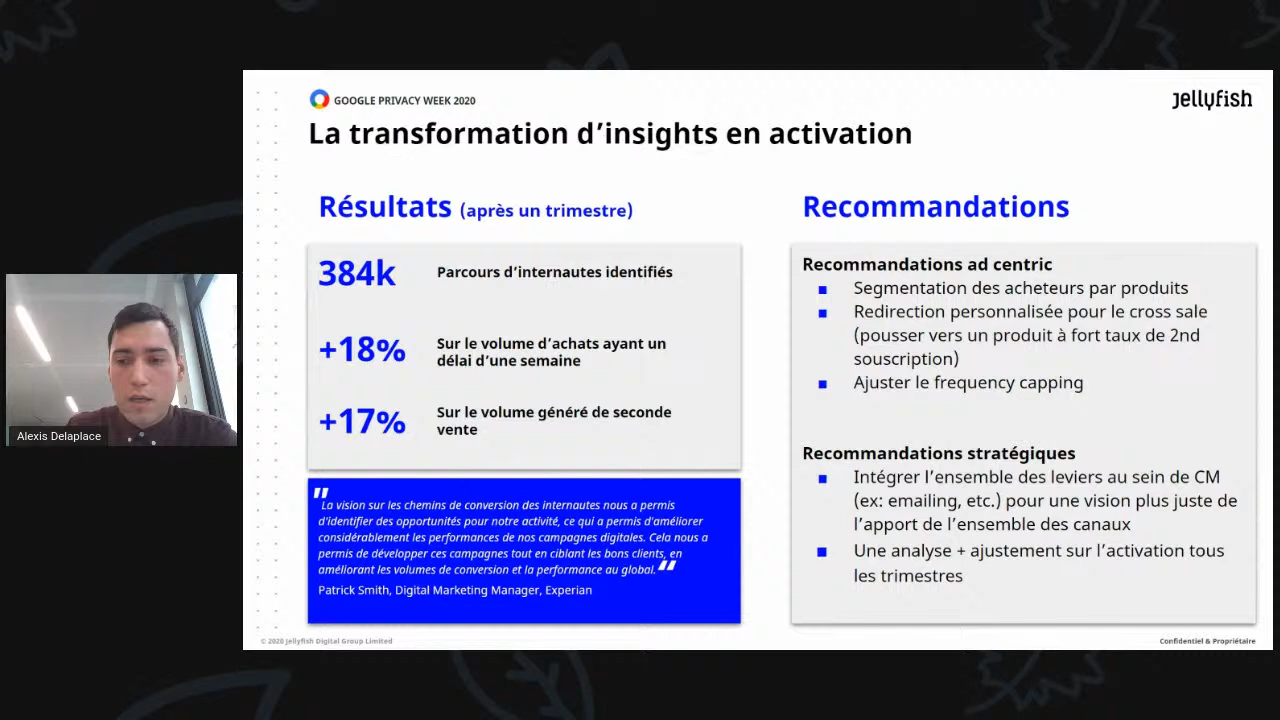 GOOGLE PRIVACY WEEK 2020
Jellyfish
La transformation d’insights en activation
Résultats (après un trimestre)
384k
Parcours d’internautes identifiés
+18%
Sur le volume d’achats ayant un
délai d’une semaine
+17%
Sur le volume généré de seconde
vente
"La vision sur les chemins de conversion des internautes nous a permis
d'identifier des opportunités pour notre activité, ce qui a permis d'améliorer
considérablement les performances de nos campagnes digitales. Cela nous a
permis de développer ces campagnes tout en ciblant les bons clients, en
améliorant les volumes de conversion et la performance au global."
Patrick Smith, Digital Marketing Manager, Experian
Recommandations
Recommandations ad centric
■ Segmentation des acheteurs par produits
■ Redirection personnalisée pour le cross sale
(pousser vers un produit à fort taux de 2nd
souscription)
■ Ajuster le frequency capping
Recommandations stratégiques
■ Intégrer l’ensemble des leviers au sein de CM
(ex: emailing, etc.) pour une vision plus juste de
l’apport de l’ensemble des canaux
■ Une analyse + ajustement sur l’activation tous
les trimestres
Alexis Delaplace
© 2020 Jellyfish Digital Group Limited
Confidentiel & Propriétaire